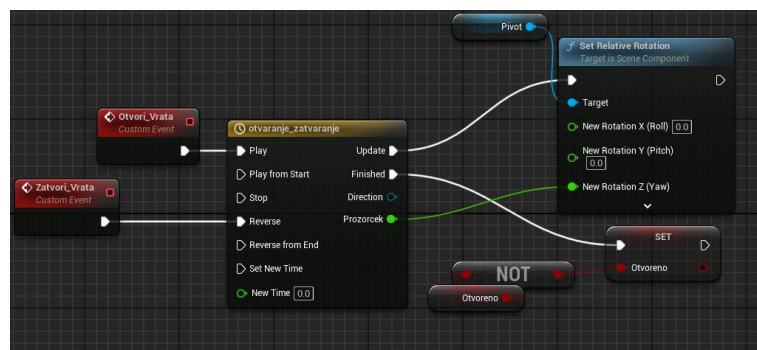 Pivot
Set Relative Rotation
Target is Scene Component
Target
New Rotation X (Roll) 0.0
New Rotation Y (Pitch)
0.0
New Rotation Z (Yaw)
Otvori_Vrata
Custom Event
Zatvori_Vrata
Custom Event
otvaranje_zatvaranje
Play Update
Play from Start Finished
Stop Direction
Reverse Prozorcek
Reverse from End
Set New Time
New Time 0.0
NOT
Otvoreno
SET
Otvoreno